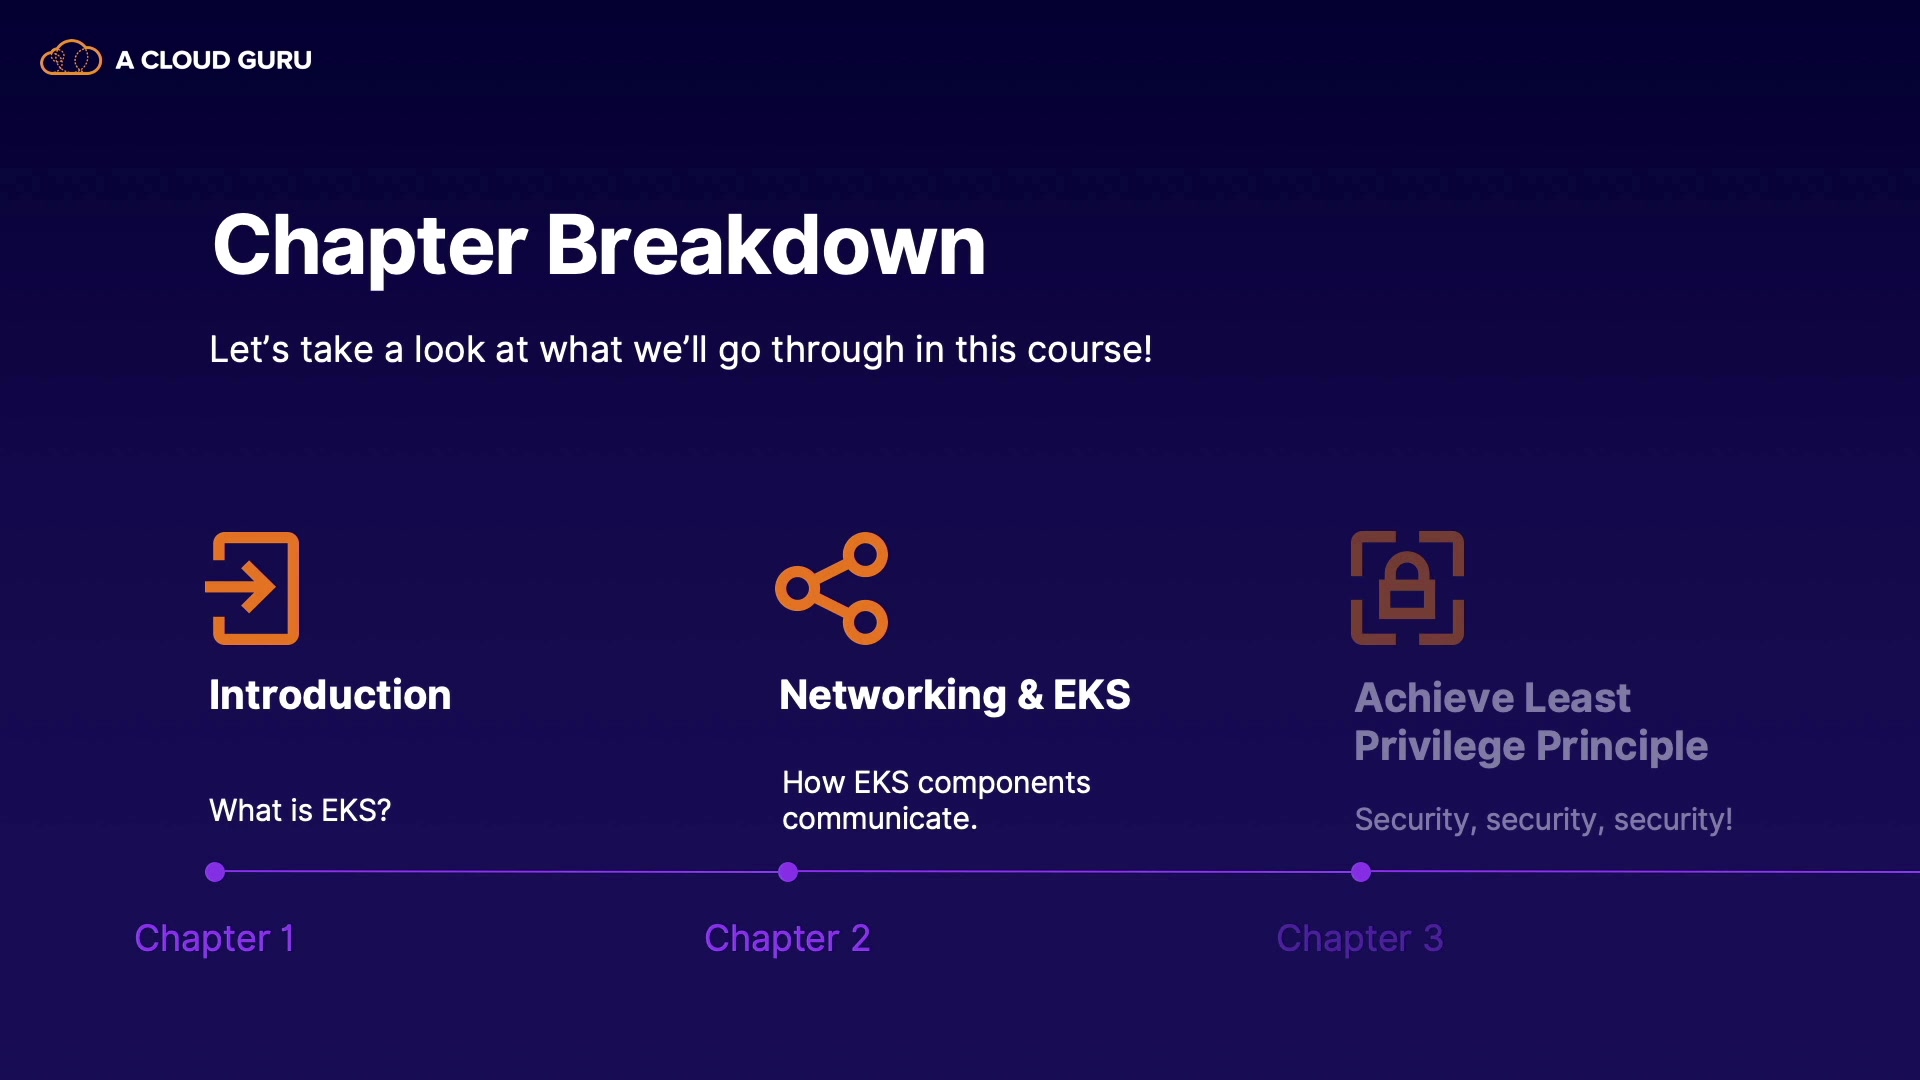 A CLOUD GURU
Chapter Breakdown
Let’s take a look at what we’ll go through in this course!
Introduction
What is EKS?
Chapter 1
Networking & EKS
How EKS components
communicate.
Chapter 2
Achieve Least
Privilege Principle
Security, security, security!
Chapter 3